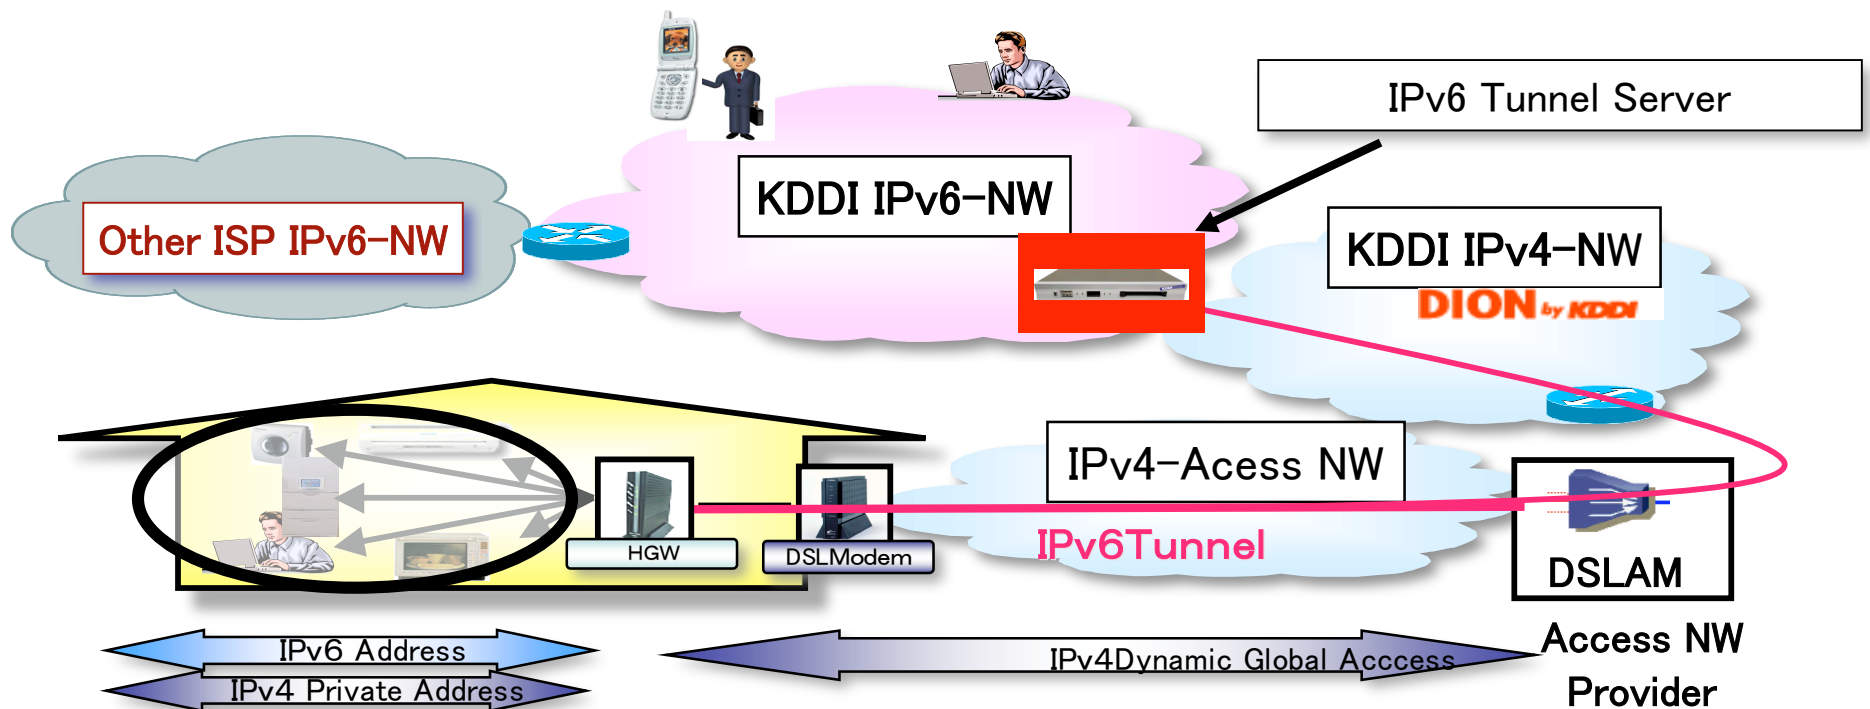 IPv6 Tunnel Server
KDDI IPv6-NW
Other ISP IPv6-NW
KDDI IPv4-NW
DION by KDDI
IPv4-Acess NW
IPv6Tunnel
HGW
DSLModem
DSLAM
IPv6 Address
IPv4 Private Address
IPv4Dynamic Global Acccess
Access NW
Provider